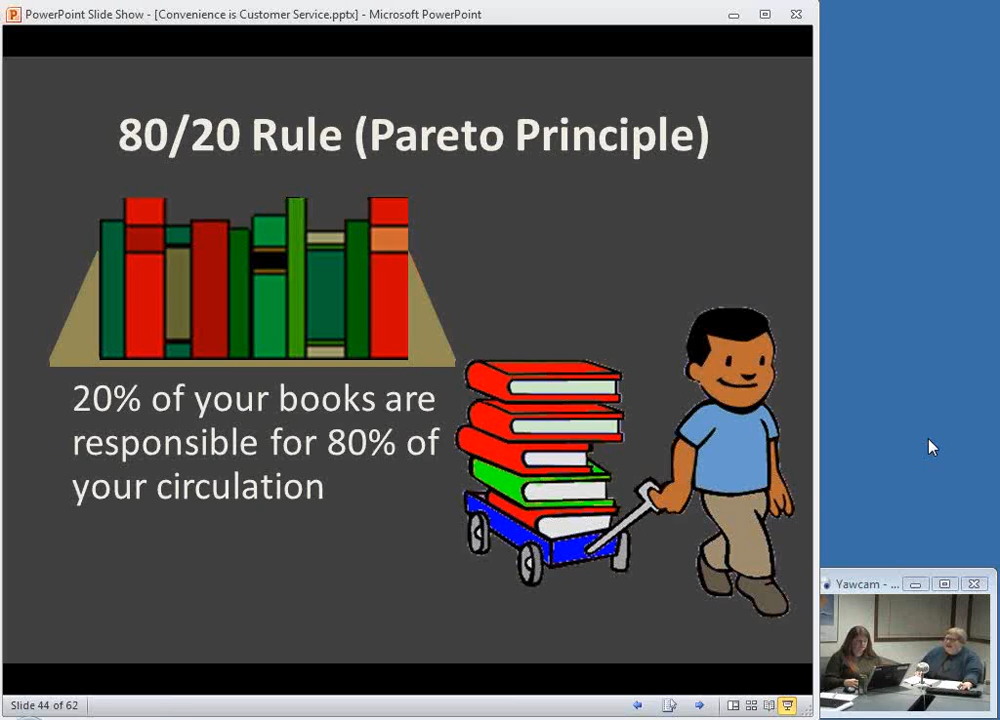 PowerPoint Slide Show - [Convenience is Customer Service.pptx] - Microsoft PowerPoint
80/20 Rule (Pareto Principle)
20% of your books are
responsible for 80% of
your circulation
Yawcam - ...
Slide 44 of 62